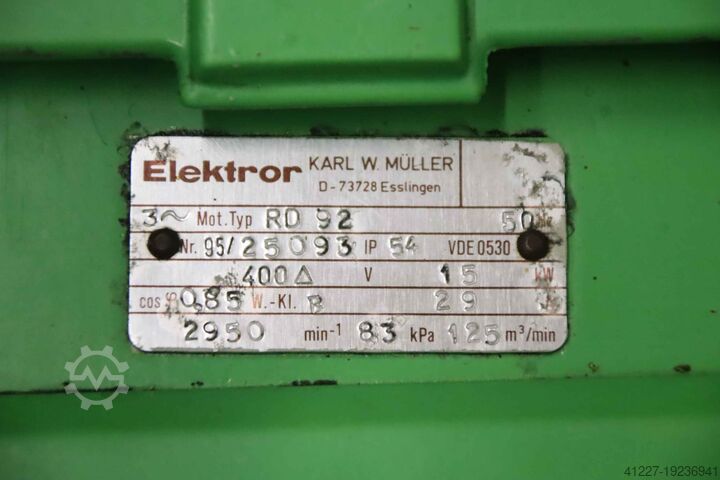 Elektror KARL W. MÜLLER
D-73728 Esslingen
3~ Mot.Typ RD 92 50
Nr. 95/25093 IP 54 VDE 0530
400Δ V 15 kW
cos φ 0,85 W.-Kl. B 29
2950 min-1 83 kPa 125 m³/min
41227-19236941